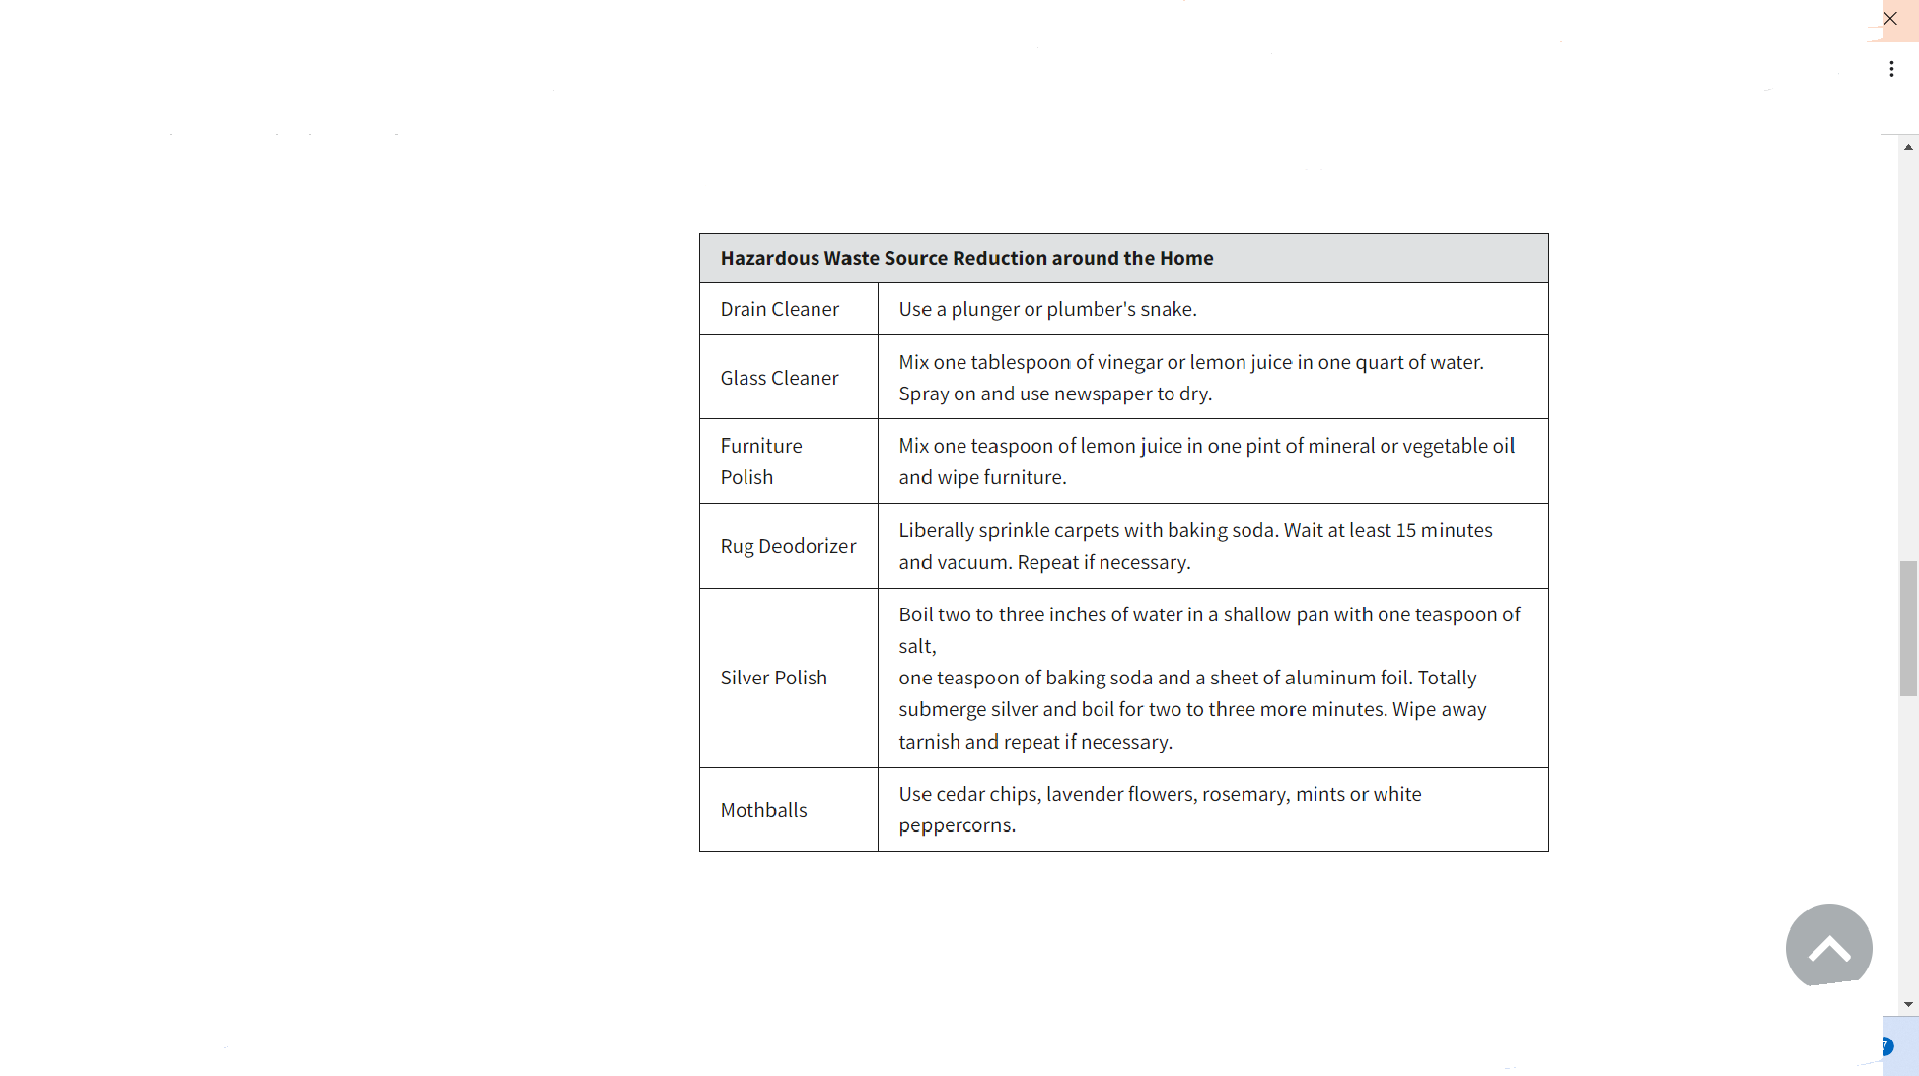 Hazardous Waste Source Reduction around the Home
Drain Cleaner
Use a plunger or plumber's snake.
Glass Cleaner
Mix one tablespoon of vinegar or lemon juice in one quart of water.
Spray on and use newspaper to dry.
Furniture
Polish
Mix one teaspoon of lemon juice in one pint of mineral or vegetable oil
and wipe furniture.
Rug Deodorizer
Liberally sprinkle carpets with baking soda. Wait at least 15 minutes
and vacuum. Repeat if necessary.
Silver Polish
Boil two to three inches of water in a shallow pan with one teaspoon of
salt,
one teaspoon of baking soda and a sheet of aluminum foil. Totally
submerge silver and boil for two to three more minutes. Wipe away
tarnish and repeat if necessary.
Mothballs
Use cedar chips, lavender flowers, rosemary, mints or white
peppercorns.